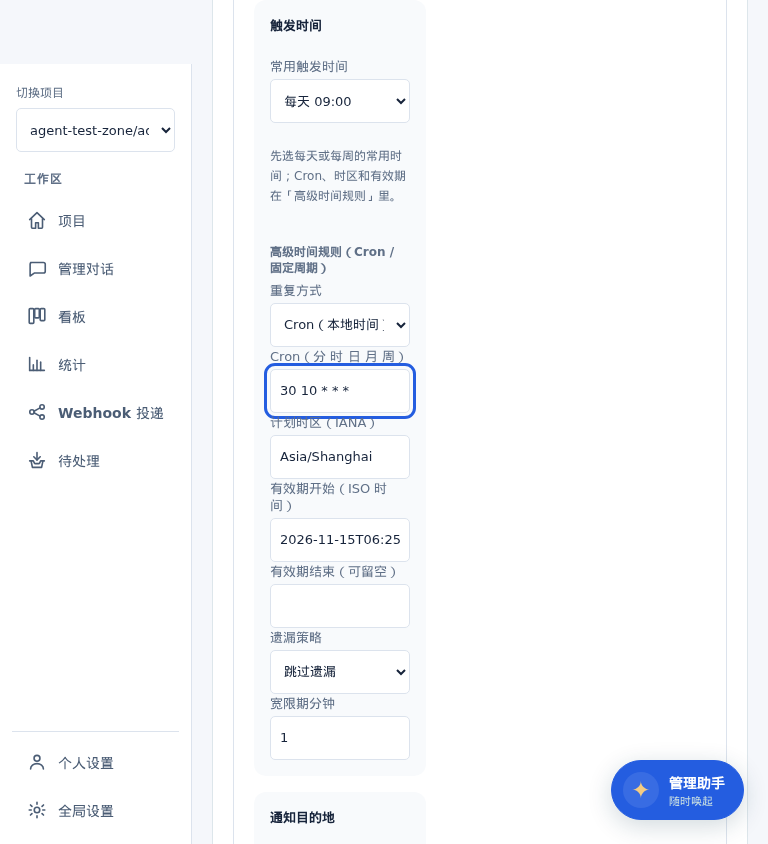 切换项目
agent-test-zone/ac
工作区
项目
管理对话
看板
统计
Webhook 投递
待处理
个人设置
全局设置
触发时间
常用触发时间
每天 09:00
先选每天或每周的常用时
间；Cron、时区和有效期
在「高级时间规则」里。
高级时间规则（Cron /
固定周期）
重复方式
Cron（本地时间）
Cron（分 时 日 月 周）
30 10 * * *
计划时区（IANA）
Asia/Shanghai
有效期开始（ISO 时
间）
2026-11-15T06:25
有效期结束（可留空）
遗漏策略
跳过遗漏
宽限期分钟
1
通知目的地
管理助手
随时唤起